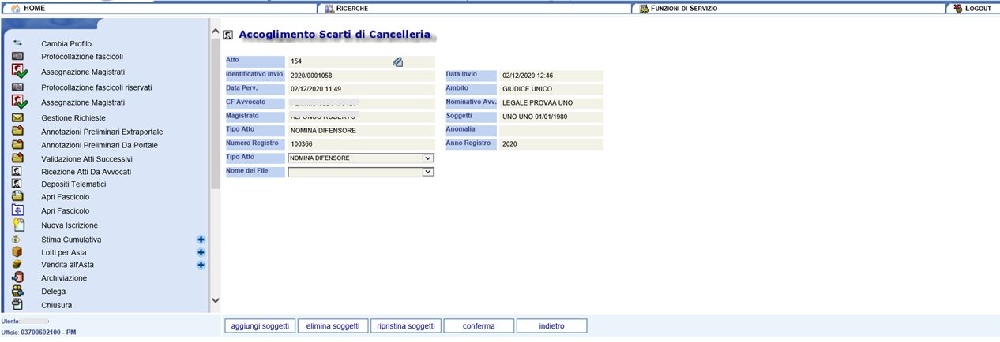 HOME RICERCHE FUNZIONI DI SERVIZIO LOGOUT
Cambia Profilo
Protocollazione fascicoli
Assegnazione Magistrati
Protocollazione fascicoli riservati
Assegnazione Magistrati
Gestione Richieste
Annotazioni Preliminari Extraportale
Annotazioni Preliminari Da Portale
Validazione Atti Successivi
Ricezione Atti Da Avvocati
Depositi Telematici
Apri Fascicolo
Apri Fascicolo
Nuova Iscrizione
Stima Cumulativa
Lotti per Asta
Vendita all'Asta
Archiviazione
Delega
Chiusura
Utente:
Ufficio: 03700602100 - PM
Accoglimento Scarti di Cancelleria
Atto 154
Identificativo Invio 2020/0001058 Data Invio 02/12/2020 12:46
Data Perv. 02/12/2020 11:49 Ambito GIUDICE UNICO
CF Avvocato Nominativo Avv. LEGALE PROVAA UNO
Magistrato Soggetti UNO UNO 01/01/1980
Tipo Atto NOMINA DIFENSORE Anomalia
Numero Registro 100366 Anno Registro 2020
Tipo Atto NOMINA DIFENSORE
Nome del File
aggiungi soggetti elimina soggetti ripristina soggetti conferma indietro